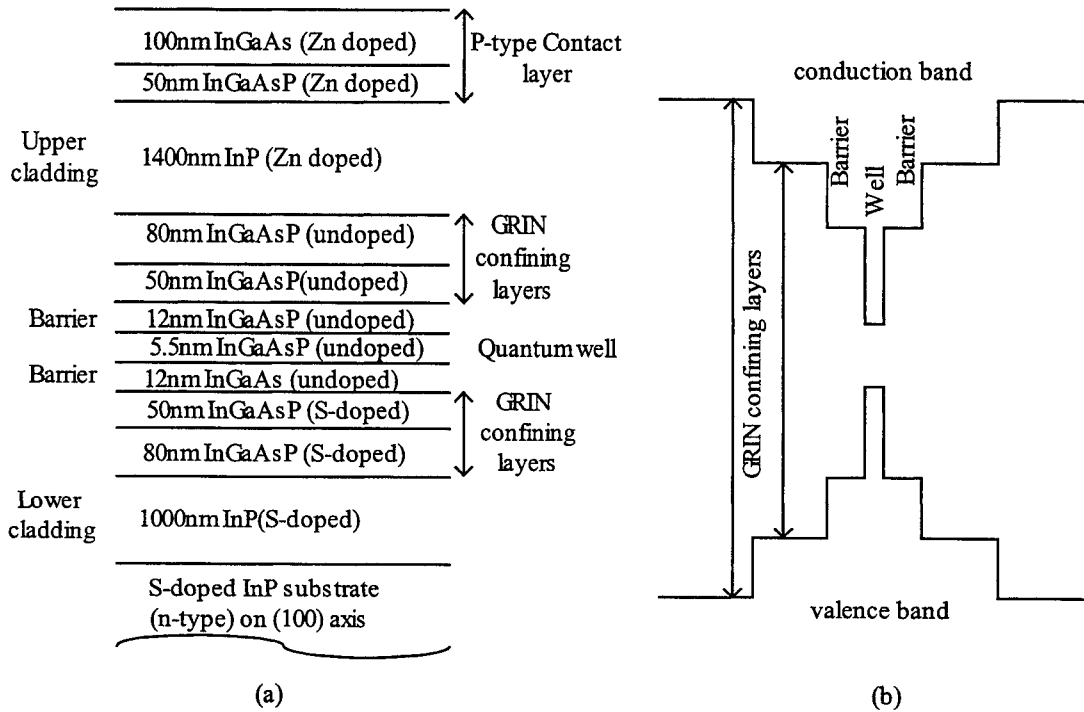 100nm InGaAs (Zn doped)
50nm InGaAsP (Zn doped)
P-type Contact
layer
Upper
cladding
1400nm InP (Zn doped)
80nm InGaAsP (undoped)
50nm InGaAsP(undoped)
GRIN
confining
layers
Barrier
12nm InGaAsP (undoped)
5.5nm InGaAsP (undoped)
Quantum well
Barrier
12nm InGaAs (undoped)
50nm InGaAsP (S-doped)
80nm InGaAsP (S-doped)
GRIN
confining
layers
Lower
cladding
1000nm InP(S-doped)
S-doped InP substrate
(n-type) on (100) axis
(a)
conduction band
Barrier
Well
Barrier
GRIN confining layers
valence band
(b)